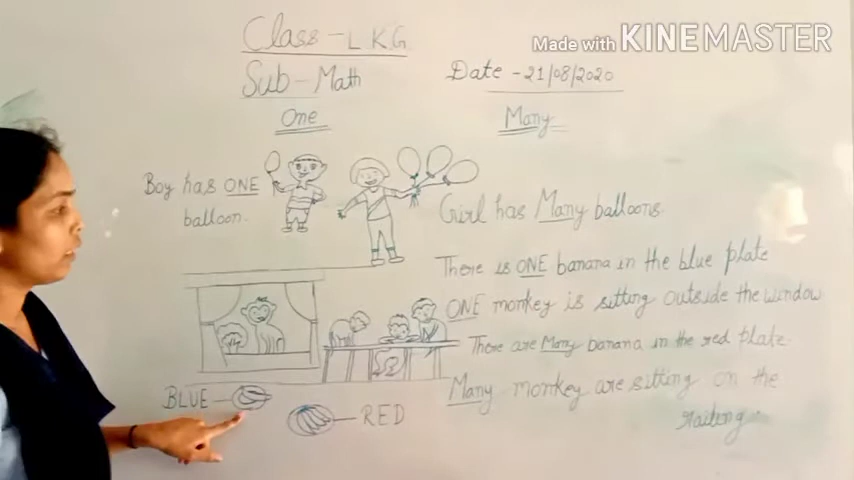 Class - LKG
Made with KINEMASTER
Sub - Math
Date - 21/08/2020
One
Many
Boy has ONE
balloon.
Girl has Many balloons.
There is ONE banana in the blue plate
ONE monkey is sitting outside the window
There are Many banana in the red plate
Many monkey are sitting on the
railing
BLUE
RED